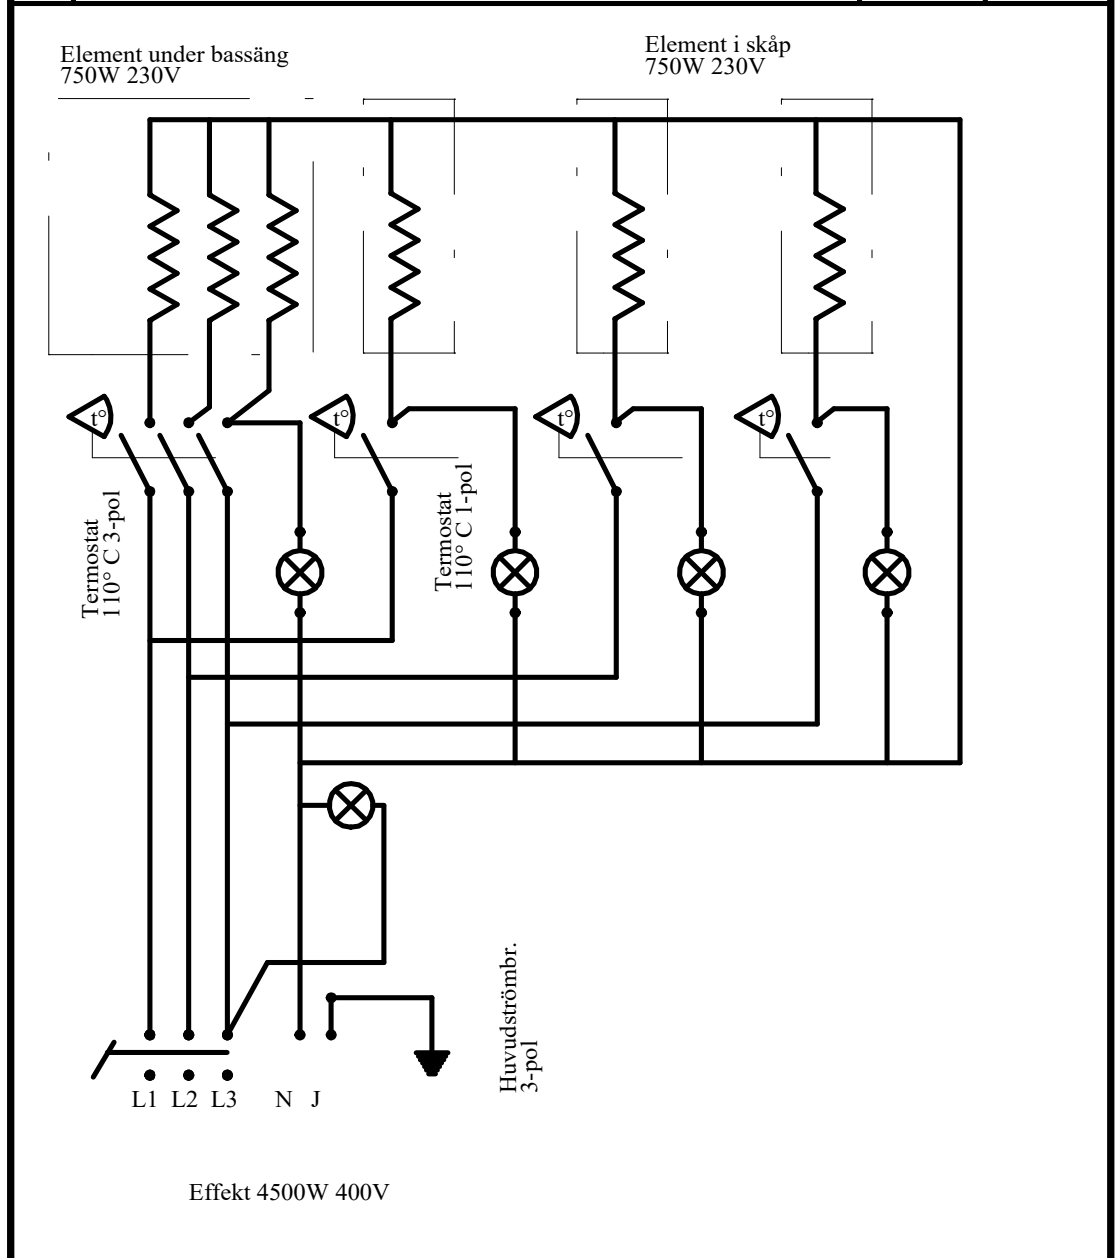 Element under bassäng
750W 230V
Element i skåp
750W 230V
t°
t°
t°
t°
Termostat
110° C 3-pol
Termostat
110° C 1-pol
Huvudströmbr.
3-pol
L1 L2 L3 N J
Effekt 4500W 400V